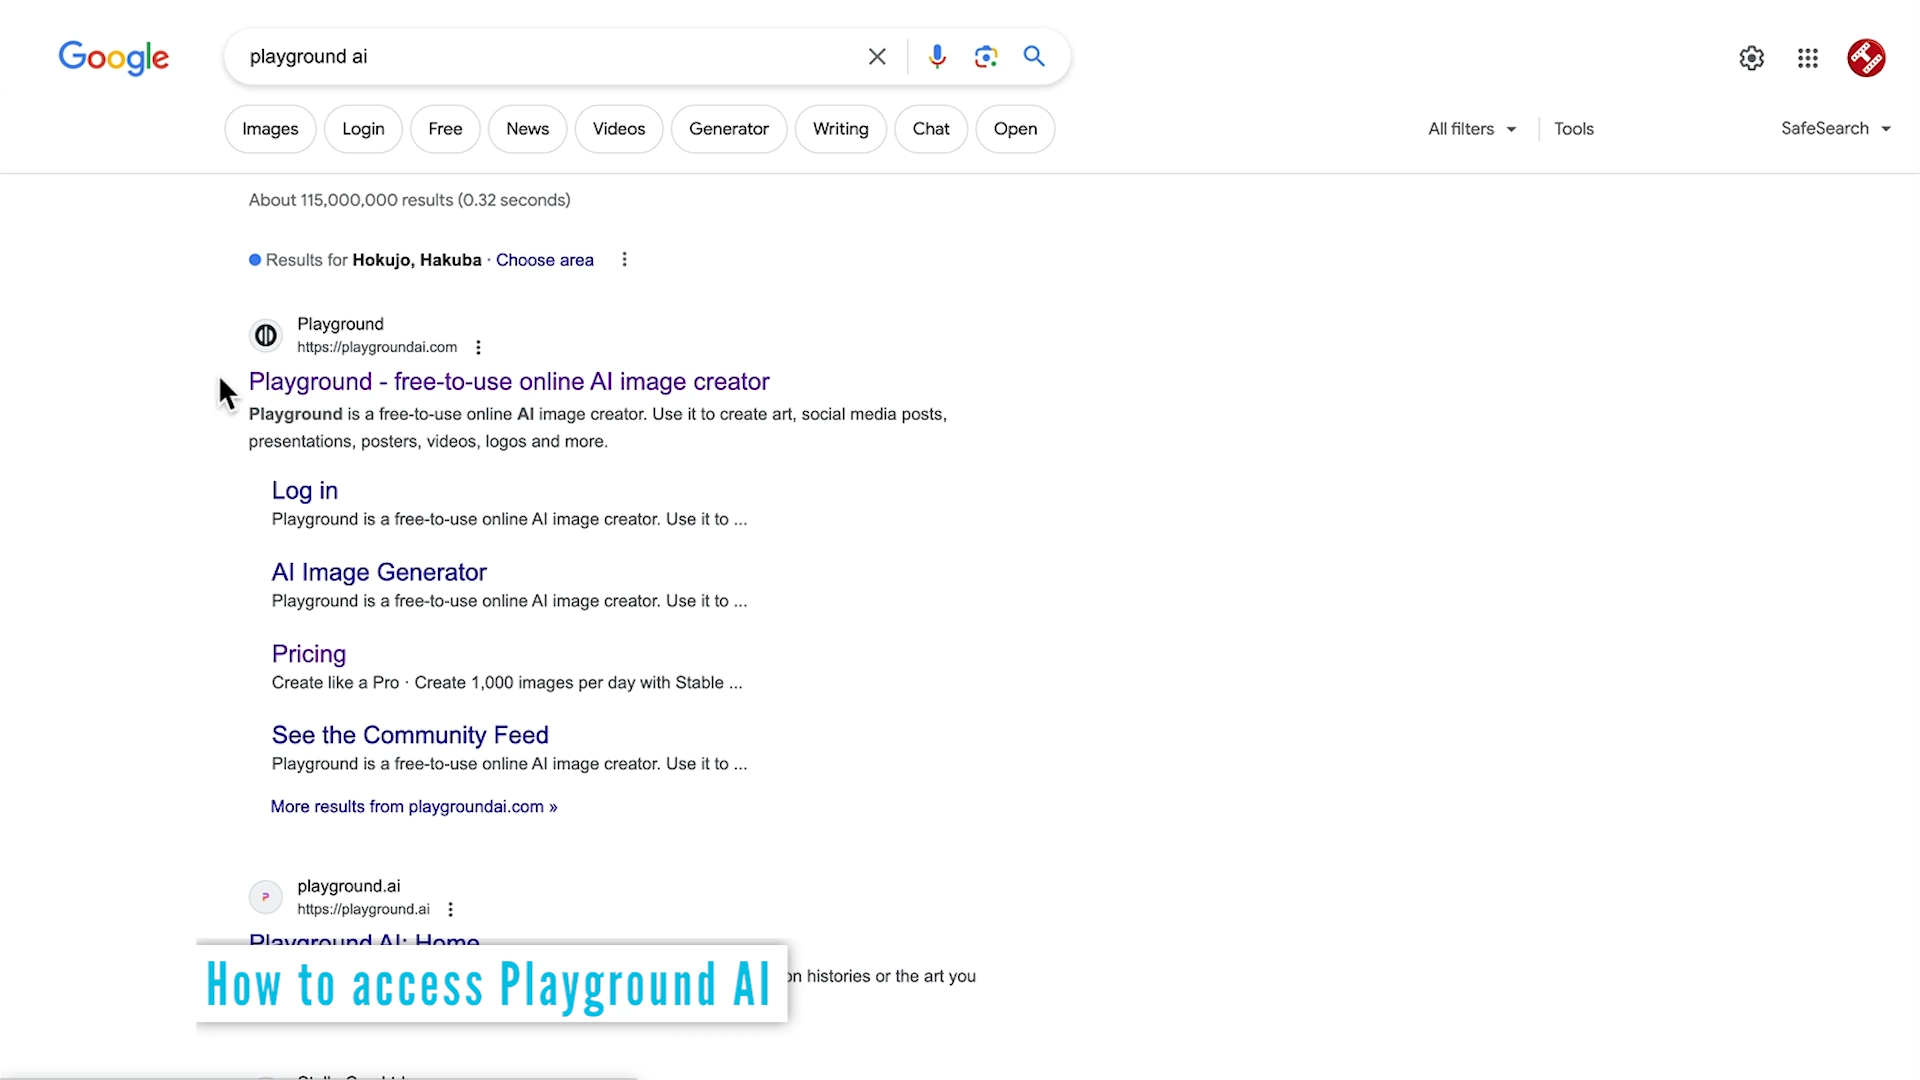 Google
playground ai
Images
Login
Free
News
Videos
Generator
Writing
Chat
Open
All filters
Tools
SafeSearch
About 115,000,000 results (0.32 seconds)
Results for Hokujo, Hakuba · Choose area
Playground
https://playgroundai.com
Playground - free-to-use online AI image creator
Playground is a free-to-use online AI image creator. Use it to create art, social media posts,
presentations, posters, videos, logos and more.
Log in
Playground is a free-to-use online AI image creator. Use it to ...
AI Image Generator
Playground is a free-to-use online AI image creator. Use it to ...
Pricing
Create like a Pro · Create 1,000 images per day with Stable ...
See the Community Feed
Playground is a free-to-use online AI image creator. Use it to ...
More results from playgroundai.com »
playground.ai
https://playground.ai
Playground AI: Home
histories or the art you
How to access Playground AI